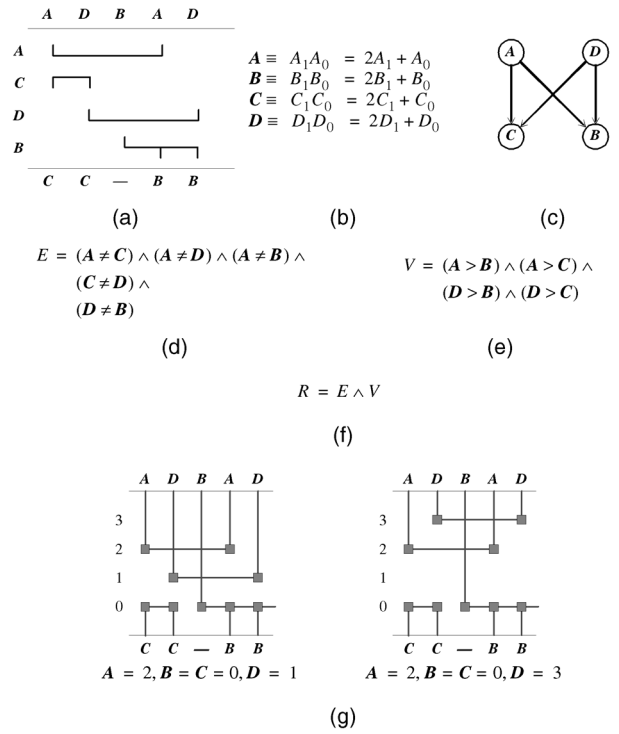 A D B A D
A
C
D
B
C C — B B
(a)
A ≡ A₁A₀ = 2A₁ + A₀
B ≡ B₁B₀ = 2B₁ + B₀
C ≡ C₁C₀ = 2C₁ + C₀
D ≡ D₁D₀ = 2D₁ + D₀
(b)
A D
C B
(c)
E = (A ≠ C) ∧ (A ≠ D) ∧ (A ≠ B) ∧
(C ≠ D) ∧
(D ≠ B)
(d)
V = (A > B) ∧ (A > C) ∧
(D > B) ∧ (D > C)
(e)
R = E ∧ V
(f)
A D B A D
3
2
1
0
C C — B B
A = 2, B = C = 0, D = 1
A D B A D
3
2
1
0
C C — B B
A = 2, B = C = 0, D = 3
(g)